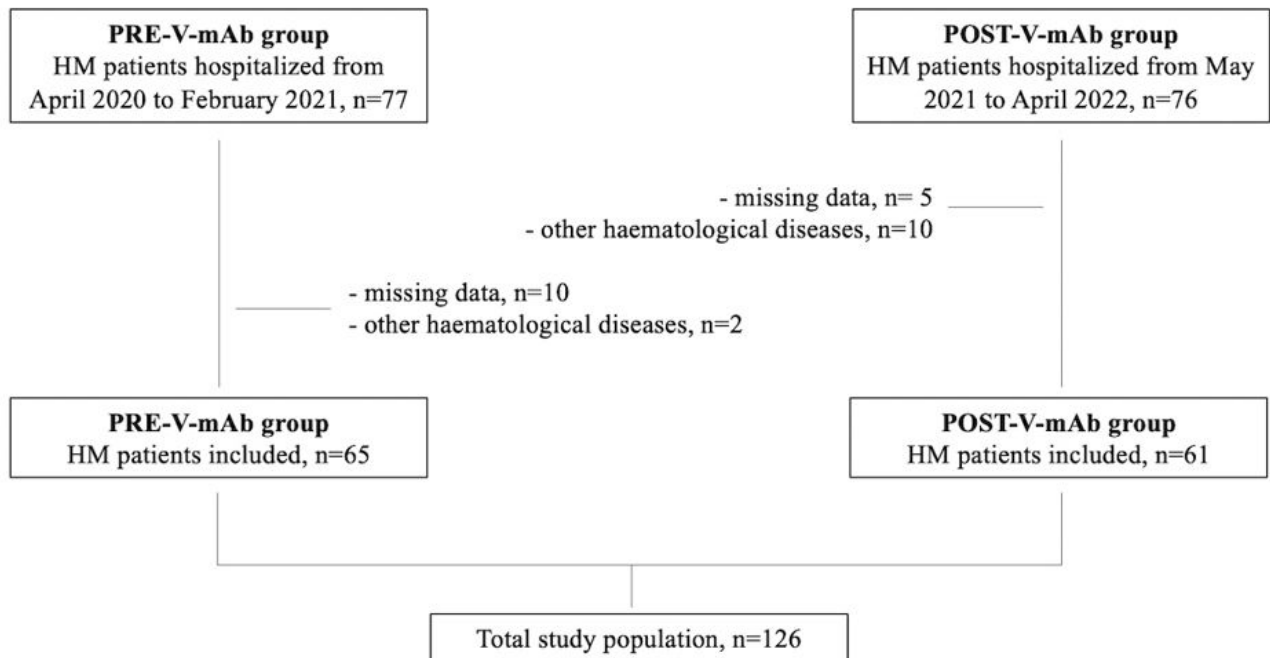 PRE-V-mAb group
HM patients hospitalized from
April 2020 to February 2021, n=77
POST-V-mAb group
HM patients hospitalized from May
2021 to April 2022, n=76
- missing data, n= 5
- other haematological diseases, n=10
- missing data, n=10
- other haematological diseases, n=2
PRE-V-mAb group
HM patients included, n=65
POST-V-mAb group
HM patients included, n=61
Total study population, n=126